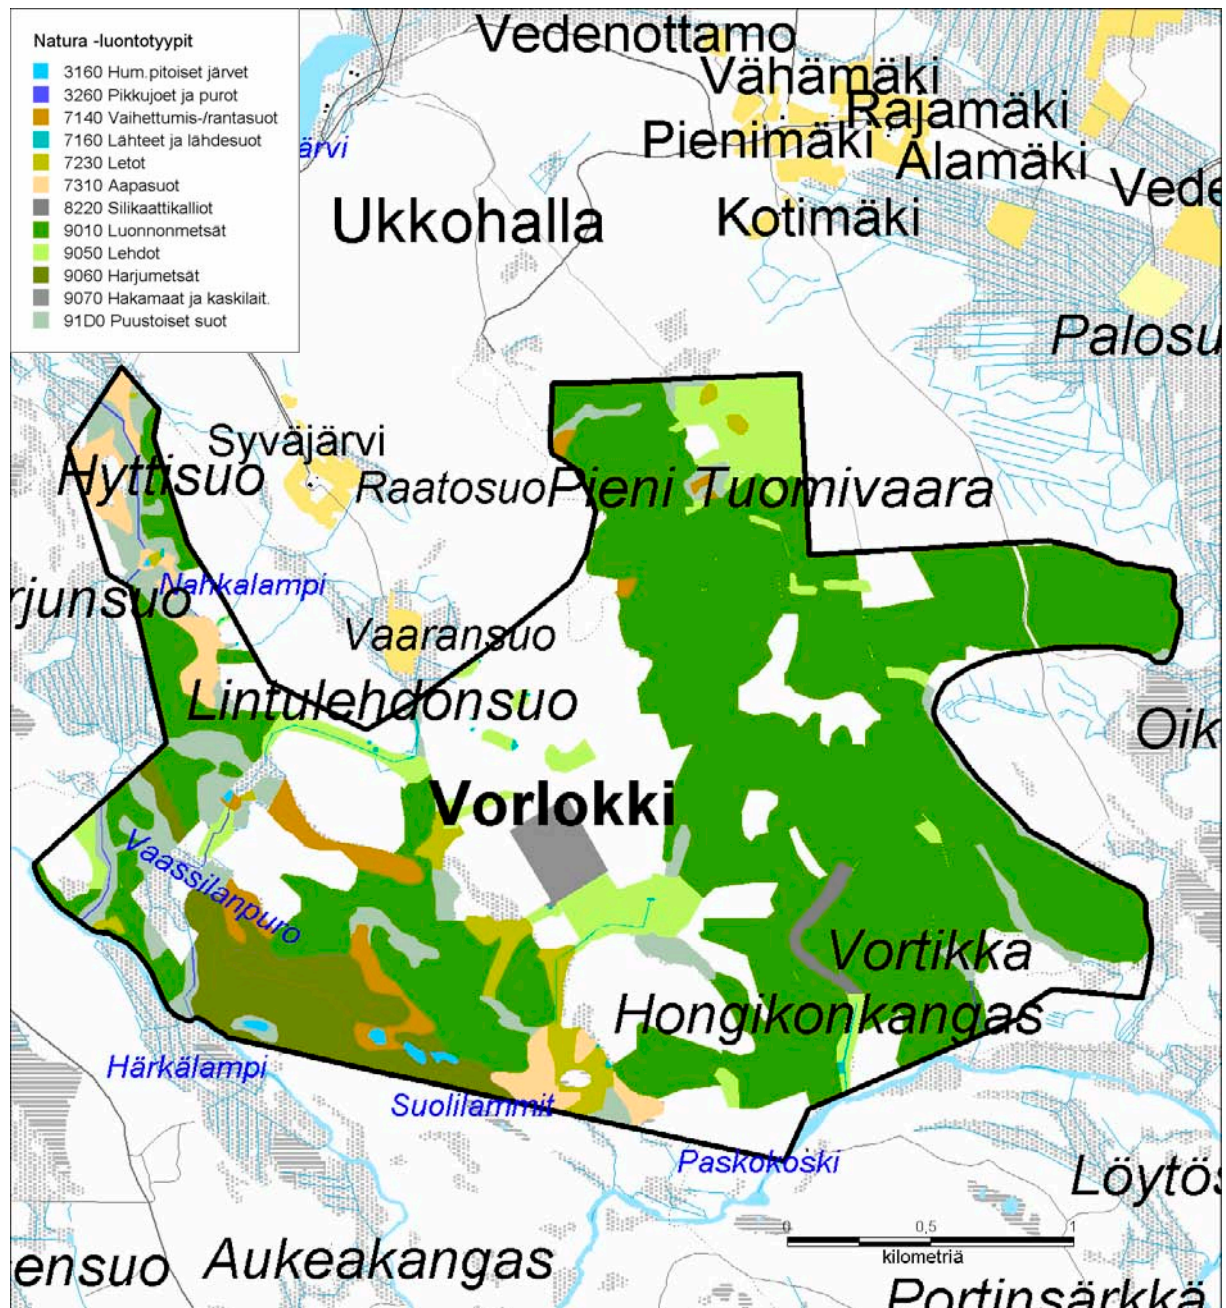 Natura -luontotyypit
3160 Hum.pitoiset järvet
3260 Pikkujoet ja purot
7140 Vaihettumis-/rantasuot
7160 Lähteet ja lähdesuot
7230 Letot
7310 Aapasuot
8220 Silikaattikalliot
9010 Luonnonmetsät
9050 Lehdot
9060 Harjumetsät
9070 Hakamaat ja kaskilait.
91D0 Puustoiset suot
Vedenottamo
Vähämäki
Rajamäki
Pienimäki
Alamäki
Vede
ärvi
Ukkohalla
Kotimäki
Palosu
Syväjärvi
Hyttisuo
Raatosuo
Pieni Tuomivaara
Nahkalampi
rjunsuo
Vaaransuo
Lintulehdonsuo
Oik
Vorlokki
Vaassilanpuro
Vortikka
Hongikonkangas
Härkälampi
Suolilammit
Paskokoski
Löytös
0 0,5 1
kilometriä
ensuo
Aukeakangas
Portinsärkkä